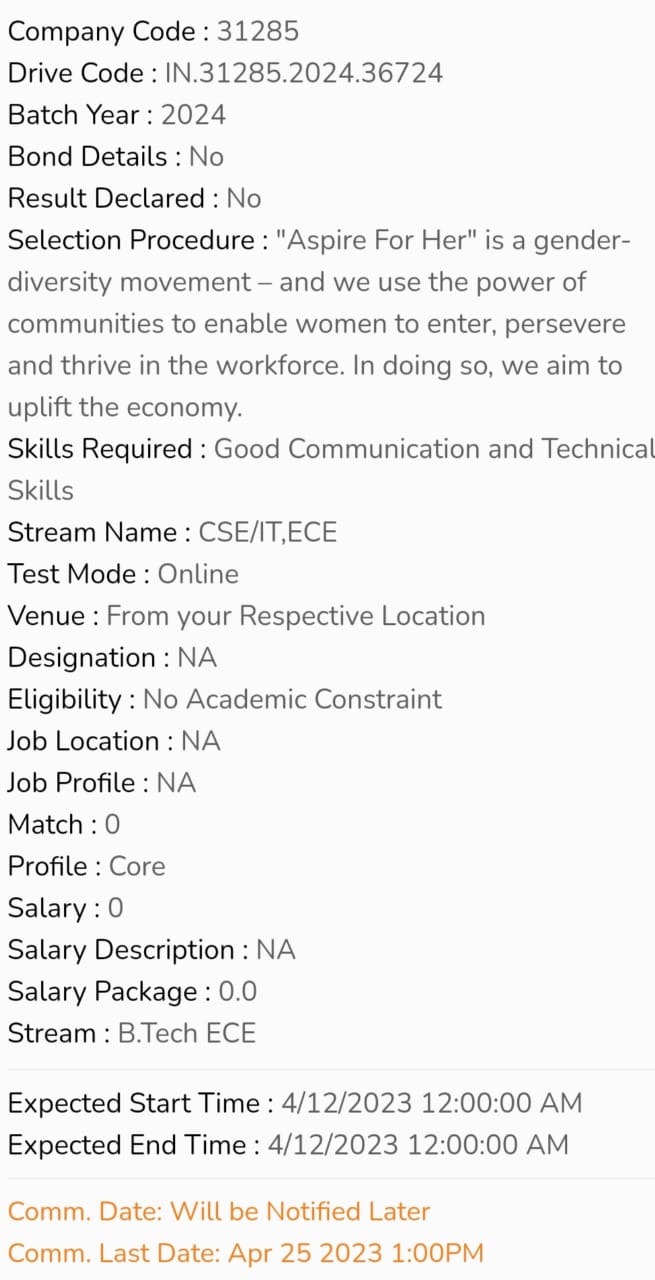 Company Code : 31285
Drive Code : IN.31285.2024.36724
Batch Year : 2024
Bond Details : No
Result Declared : No
Selection Procedure : "Aspire For Her" is a gender-
diversity movement – and we use the power of
communities to enable women to enter, persevere
and thrive in the workforce. In doing so, we aim to
uplift the economy.
Skills Required : Good Communication and Technical
Skills
Stream Name : CSE/IT,ECE
Test Mode : Online
Venue : From your Respective Location
Designation : NA
Eligibility : No Academic Constraint
Job Location : NA
Job Profile : NA
Match : 0
Profile : Core
Salary : 0
Salary Description : NA
Salary Package : 0.0
Stream : B.Tech ECE
Expected Start Time : 4/12/2023 12:00:00 AM
Expected End Time : 4/12/2023 12:00:00 AM
Comm. Date: Will be Notified Later
Comm. Last Date: Apr 25 2023 1:00PM